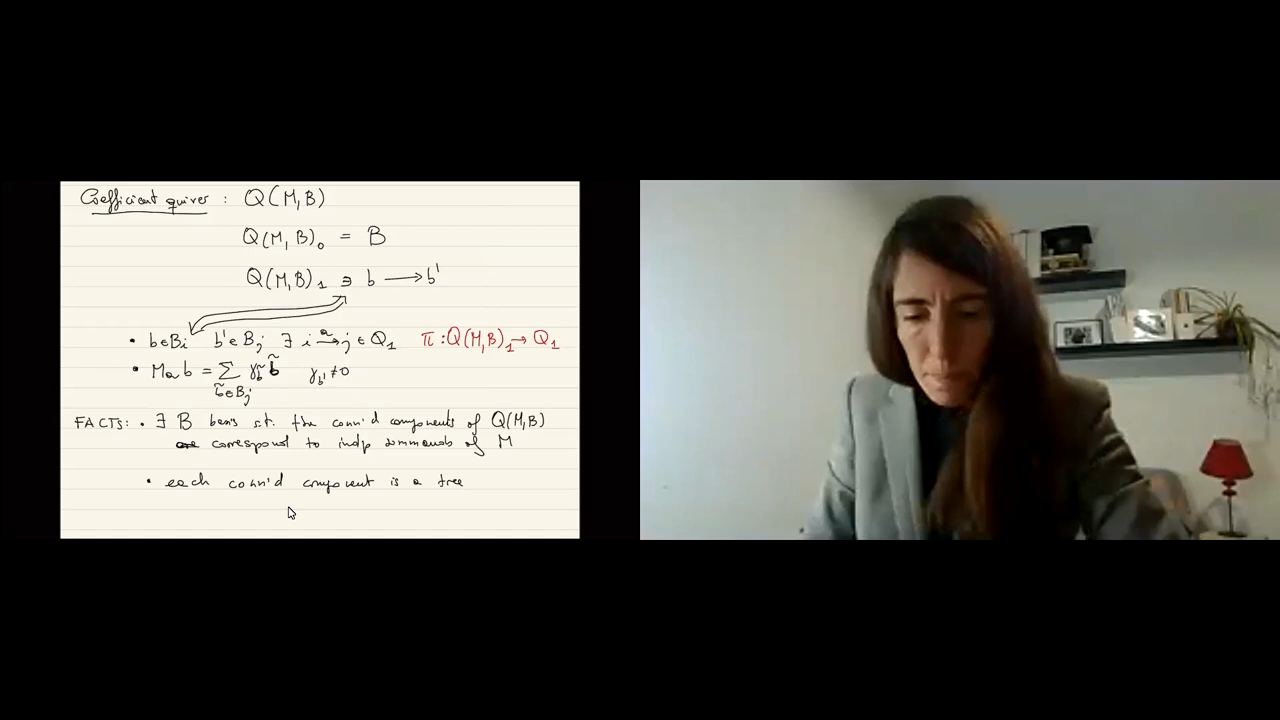 Coefficient quiver : Q(M,B)
Q(M,B)₀ = B
Q(M,B)₁ ∋ b ⟶ b'
• b∈Bi b'∈Bj ∃ i →ᵃ j ∈ Q₁ π : Q(M,B)₁ → Q₁
• Ma b = ∑_{b̃∈Bj} γ_b̃ b̃ γ_b' ≠ 0
FACTS: • ∃ B basis s.t. the conn'd components of Q(M,B)
correspond to indp summands of M
• each conn'd component is a tree